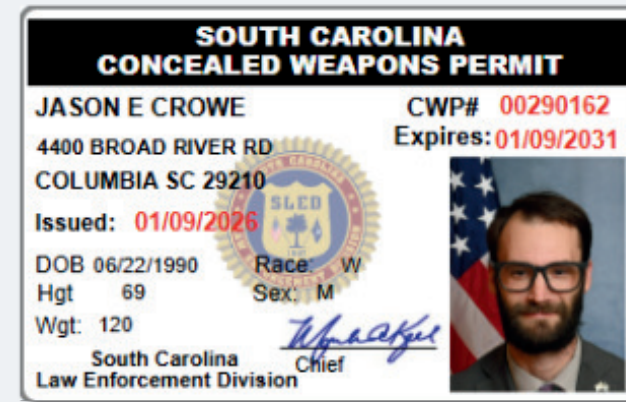 SOUTH CAROLINA
CONCEALED WEAPONS PERMIT
JASON E CROWE
CWP# 00290162
4400 BROAD RIVER RD
Expires: 01/09/2031
COLUMBIA SC 29210
SLED
Issued: 01/09/2026
DOB 06/22/1990 Race: W
Hgt 69 Sex: M
Wgt: 120
South Carolina Chief
Law Enforcement Division